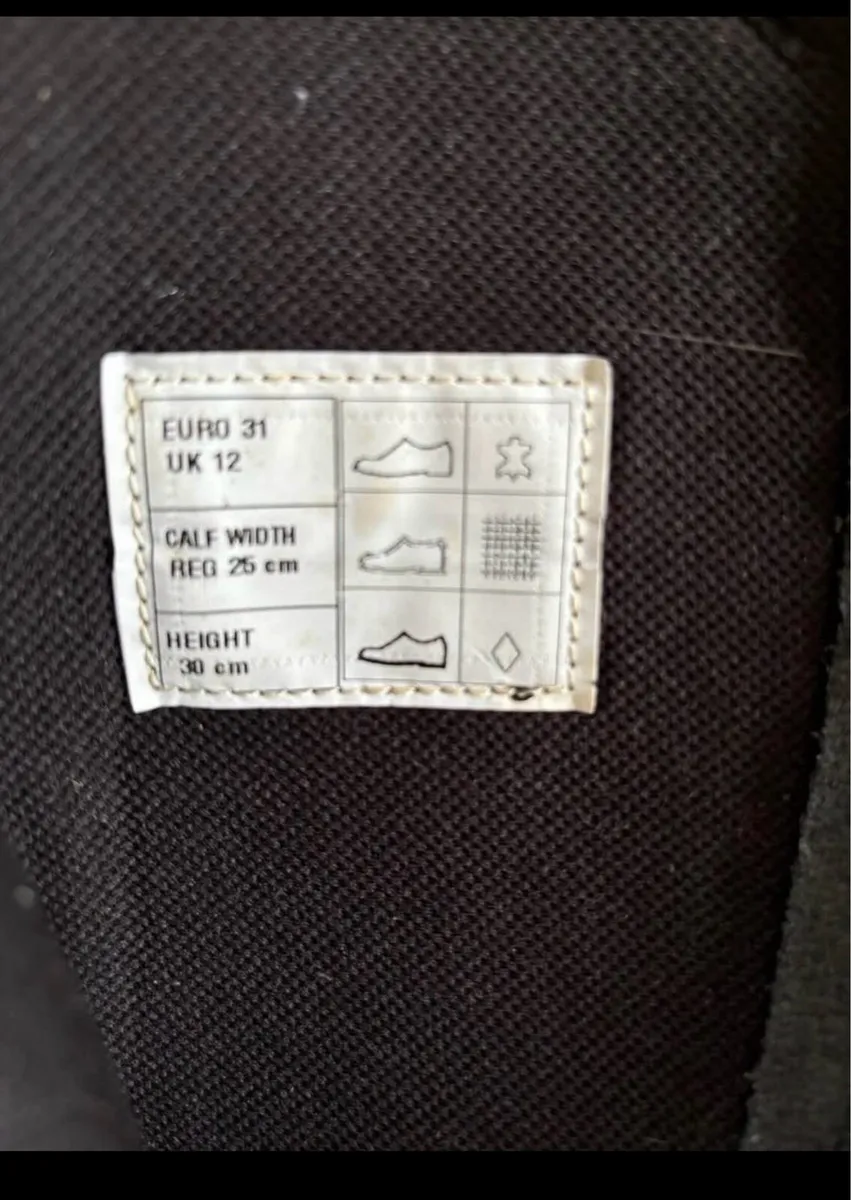 EURO 31
UK 12
CALF WIDTH
REG 25 cm
HEIGHT
30 cm